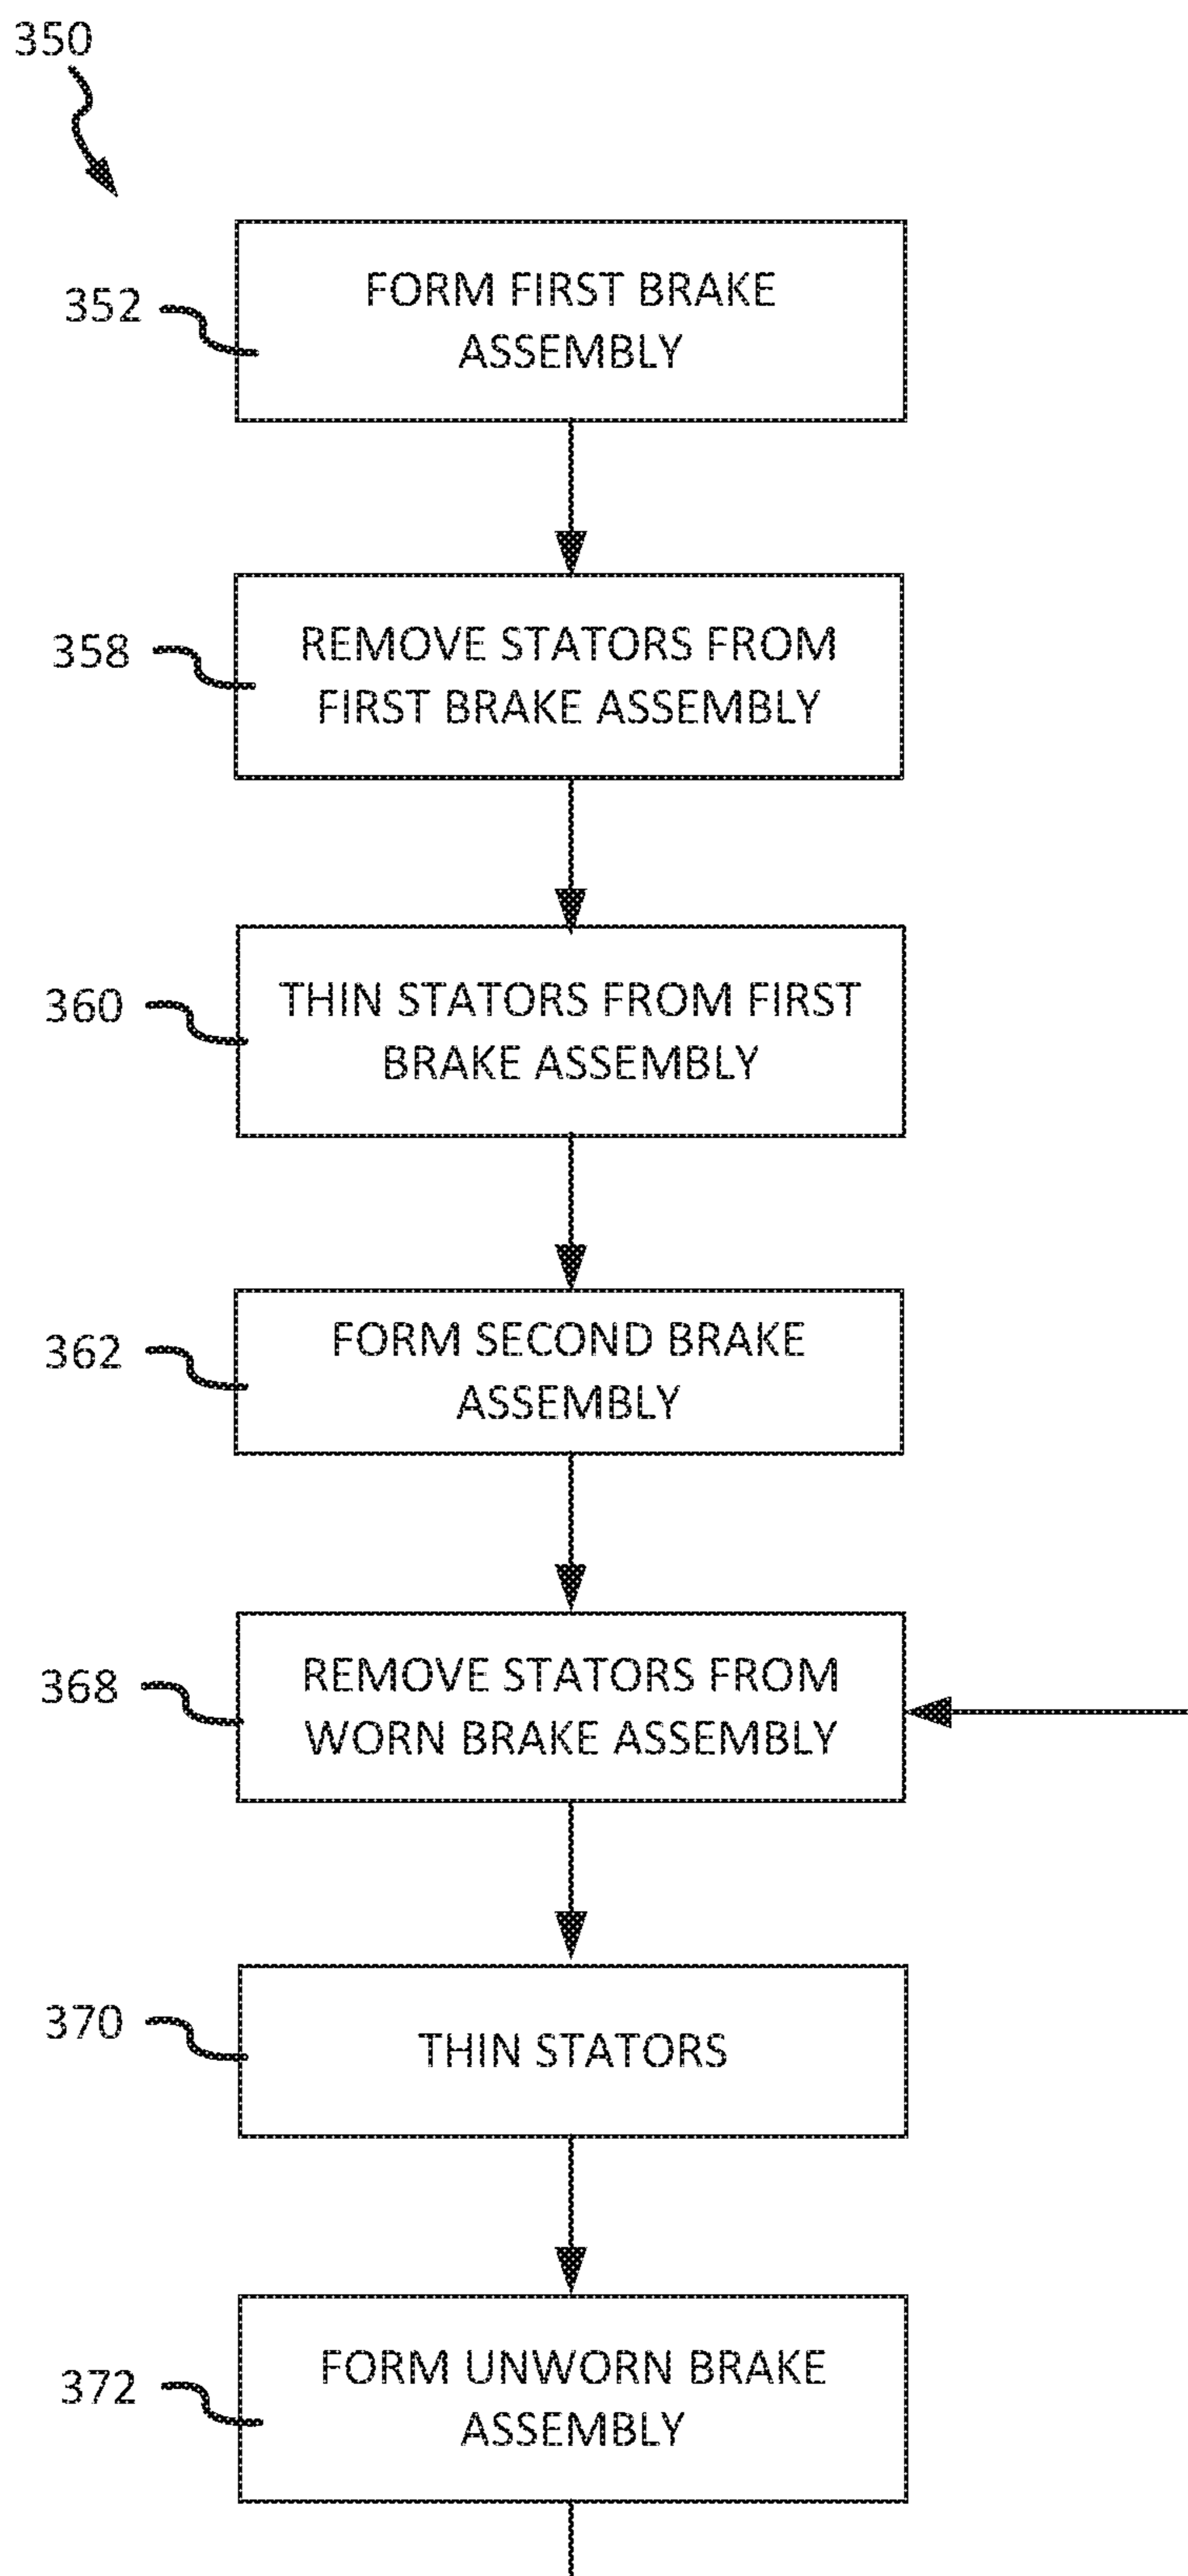 350
352
FORM FIRST BRAKE
ASSEMBLY
358
REMOVE STATORS FROM
FIRST BRAKE ASSEMBLY
360
THIN STATORS FROM FIRST
BRAKE ASSEMBLY
362
FORM SECOND BRAKE
ASSEMBLY
368
REMOVE STATORS FROM
WORN BRAKE ASSEMBLY
370
THIN STATORS
372
FORM UNWORN BRAKE
ASSEMBLY